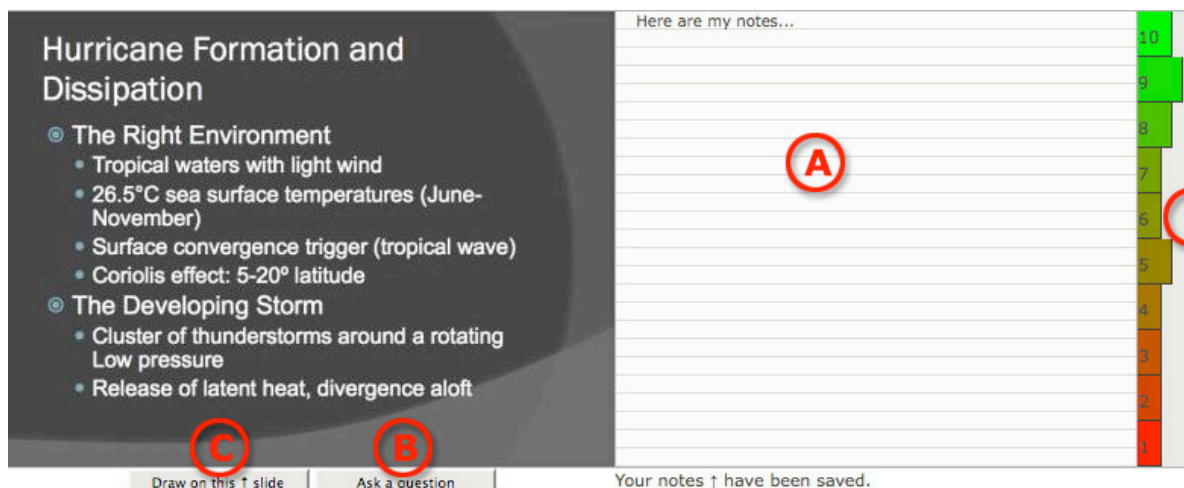 Hurricane Formation and
Dissipation
The Right Environment
Tropical waters with light wind
26.5°C sea surface temperatures (June-
November)
Surface convergence trigger (tropical wave)
Coriolis effect: 5-20º latitude
The Developing Storm
Cluster of thunderstorms around a rotating
Low pressure
Release of latent heat, divergence aloft
C
B
Draw on this ↑ slide
Ask a question
Here are my notes...
A
Your notes ↑ have been saved.
10
9
8
7
6
5
4
3
2
1